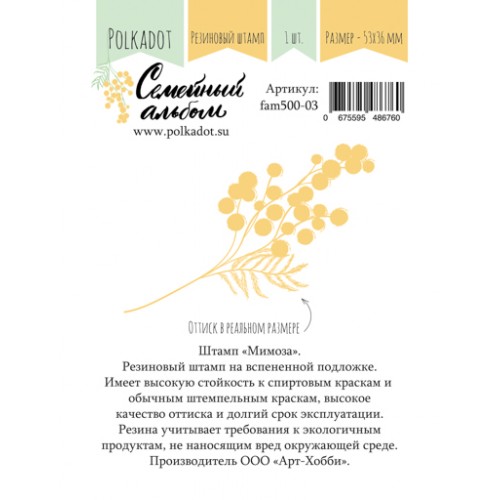 POLKADOT
РЕЗИНОВЫЙ ШТАМП
1 ШТ.
РАЗМЕР - 53Х36 ММ
Семейный
альбом
www.polkadot.su
Артикул:
fam500-03
0 675595 486760
ОТТИСК В РЕАЛЬНОМ РАЗМЕРЕ
Штамп «Мимоза».
Резиновый штамп на вспененной подложке.
Имеет высокую стойкость к спиртовым краскам и
обычным штемпельным краскам, высокое
качество оттиска и долгий срок эксплуатации.
Резина учитывает требования к экологичным
продуктам, не наносящим вред окружающей среде.
Производитель ООО «Арт-Хобби».